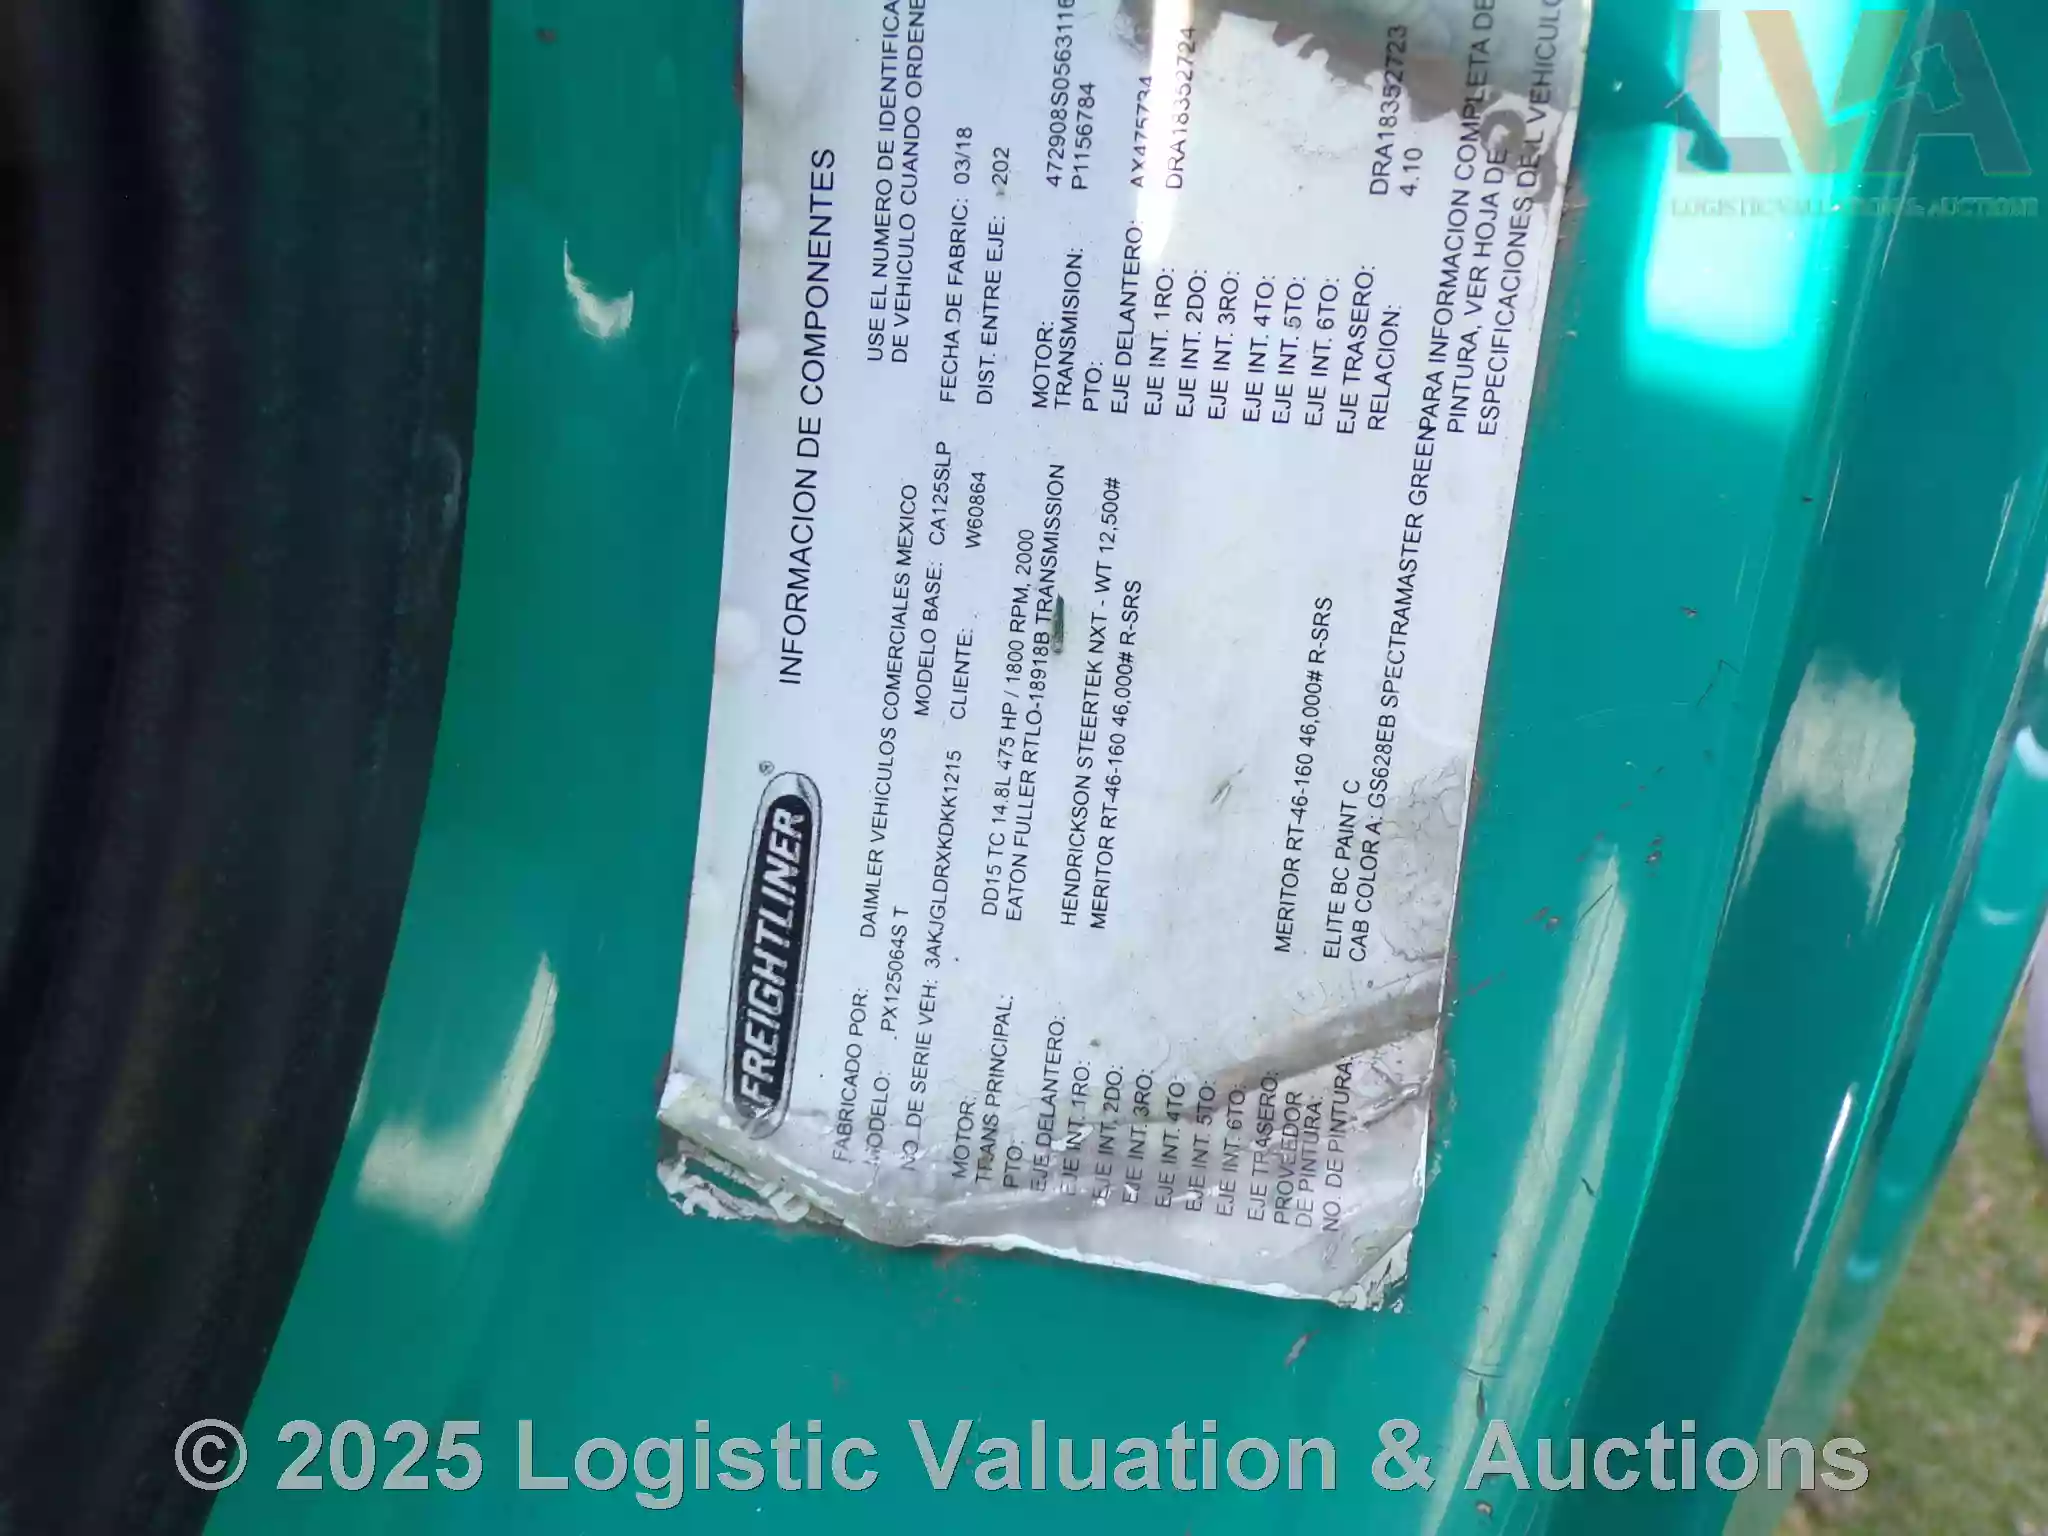 FREIGHTLINER®
INFORMACION DE COMPONENTES
FABRICADO POR: DAIMLER VEHICULOS COMERCIALES MEXICO
USE EL NUMERO DE
DE VEHICULO CUANDO
MODELO: PX125064S T MODELO BASE: CA125SLP FECHA DE FABRIC: 03/18
NO. DE SERIE VEH: 3AKJGLDRXKDKK1215 CLIENTE: W60864 DIST. ENTRE EJE: 202
MOTOR: DD15 TC 14.8L 475 HP / 1800 RPM, 2000 MOTOR: 472908S0563116
TRANS PRINCIPAL: EATON FULLER RTLO-18918B TRANSMISSION TRANSMISION: P1156784
PTO: PTO:
EJE DELANTERO: HENDRICKSON STEERTEK NXT - WT 12,500# EJE DELANTERO: AX475734
EJE INT. 1RO: MERITOR RT-46-160 46,000# R-SRS EJE INT. 1RO: DRA18352724
EJE INT. 2DO: EJE INT. 2DO:
EJE INT. 3RO: EJE INT. 3RO:
EJE INT. 4TO: EJE INT. 4TO:
EJE INT. 5TO: EJE INT. 5TO:
EJE INT. 6TO: EJE INT. 6TO:
EJE TRASERO: MERITOR RT-46-160 46,000# R-SRS EJE TRASERO: DRA18352723
RELACION: 4.10
PROVEEDOR
DE PINTURA: ELITE BC PAINT C
NO. DE PINTURA: CAB COLOR A: GS628EB SPECTRAMASTER GREEN
PARA INFORMACION COMPLETA DE
PINTURA, VER HOJA DE
ESPECIFICACIONES DEL VEHICULO
LVA
LOGISTIC VALUATION & AUCTIONS
© 2025 Logistic Valuation & Auctions